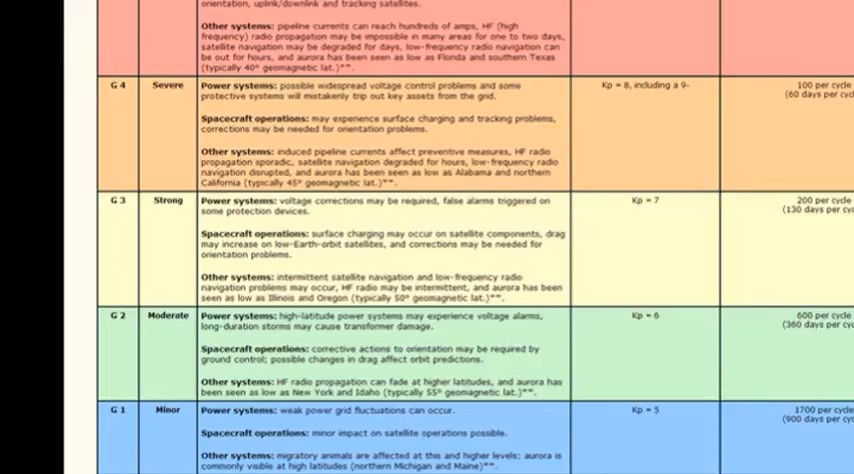 orientation, uplink/downlink and tracking satellites.
Other systems: pipeline currents can reach hundreds of amps, HF (high
frequency) radio propagation may be impossible in many areas for one to two days,
satellite navigation may be degraded for days, low-frequency radio navigation can
be out for hours, and aurora has been seen as low as Florida and southern Texas
(typically 40° geomagnetic lat.)**.
G 4 Severe Power systems: possible widespread voltage control problems and some Kp = 8, including a 9- 100 per cycle
protective systems will mistakenly trip out key assets from the grid. (60 days per cyc
Spacecraft operations: may experience surface charging and tracking problems,
corrections may be needed for orientation problems.
Other systems: induced pipeline currents affect preventive measures, HF radio
propagation sporadic, satellite navigation degraded for hours, low-frequency radio
navigation disrupted, and aurora has been seen as low as Alabama and northern
California (typically 45° geomagnetic lat.)**.
G 3 Strong Power systems: voltage corrections may be required, false alarms triggered on Kp = 7 200 per cycle
some protection devices. (130 days per cyc
Spacecraft operations: surface charging may occur on satellite components, drag
may increase on low-Earth-orbit satellites, and corrections may be needed for
orientation problems.
Other systems: intermittent satellite navigation and low-frequency radio
navigation problems may occur, HF radio may be intermittent, and aurora has been
seen as low as Illinois and Oregon (typically 50° geomagnetic lat.)**.
G 2 Moderate Power systems: high-latitude power systems may experience voltage alarms, Kp = 6 600 per cycle
long-duration storms may cause transformer damage. (360 days per cyc
Spacecraft operations: corrective actions to orientation may be required by
ground control; possible changes in drag affect orbit predictions.
Other systems: HF radio propagation can fade at higher latitudes, and aurora has
been seen as low as New York and Idaho (typically 55° geomagnetic lat.)**.
G 1 Minor Power systems: weak power grid fluctuations can occur. Kp = 5 1700 per cycle
(900 days per cyc
Spacecraft operations: minor impact on satellite operations possible.
Other systems: migratory animals are affected at this and higher levels; aurora is
commonly visible at high latitudes (northern Michigan and Maine)**.